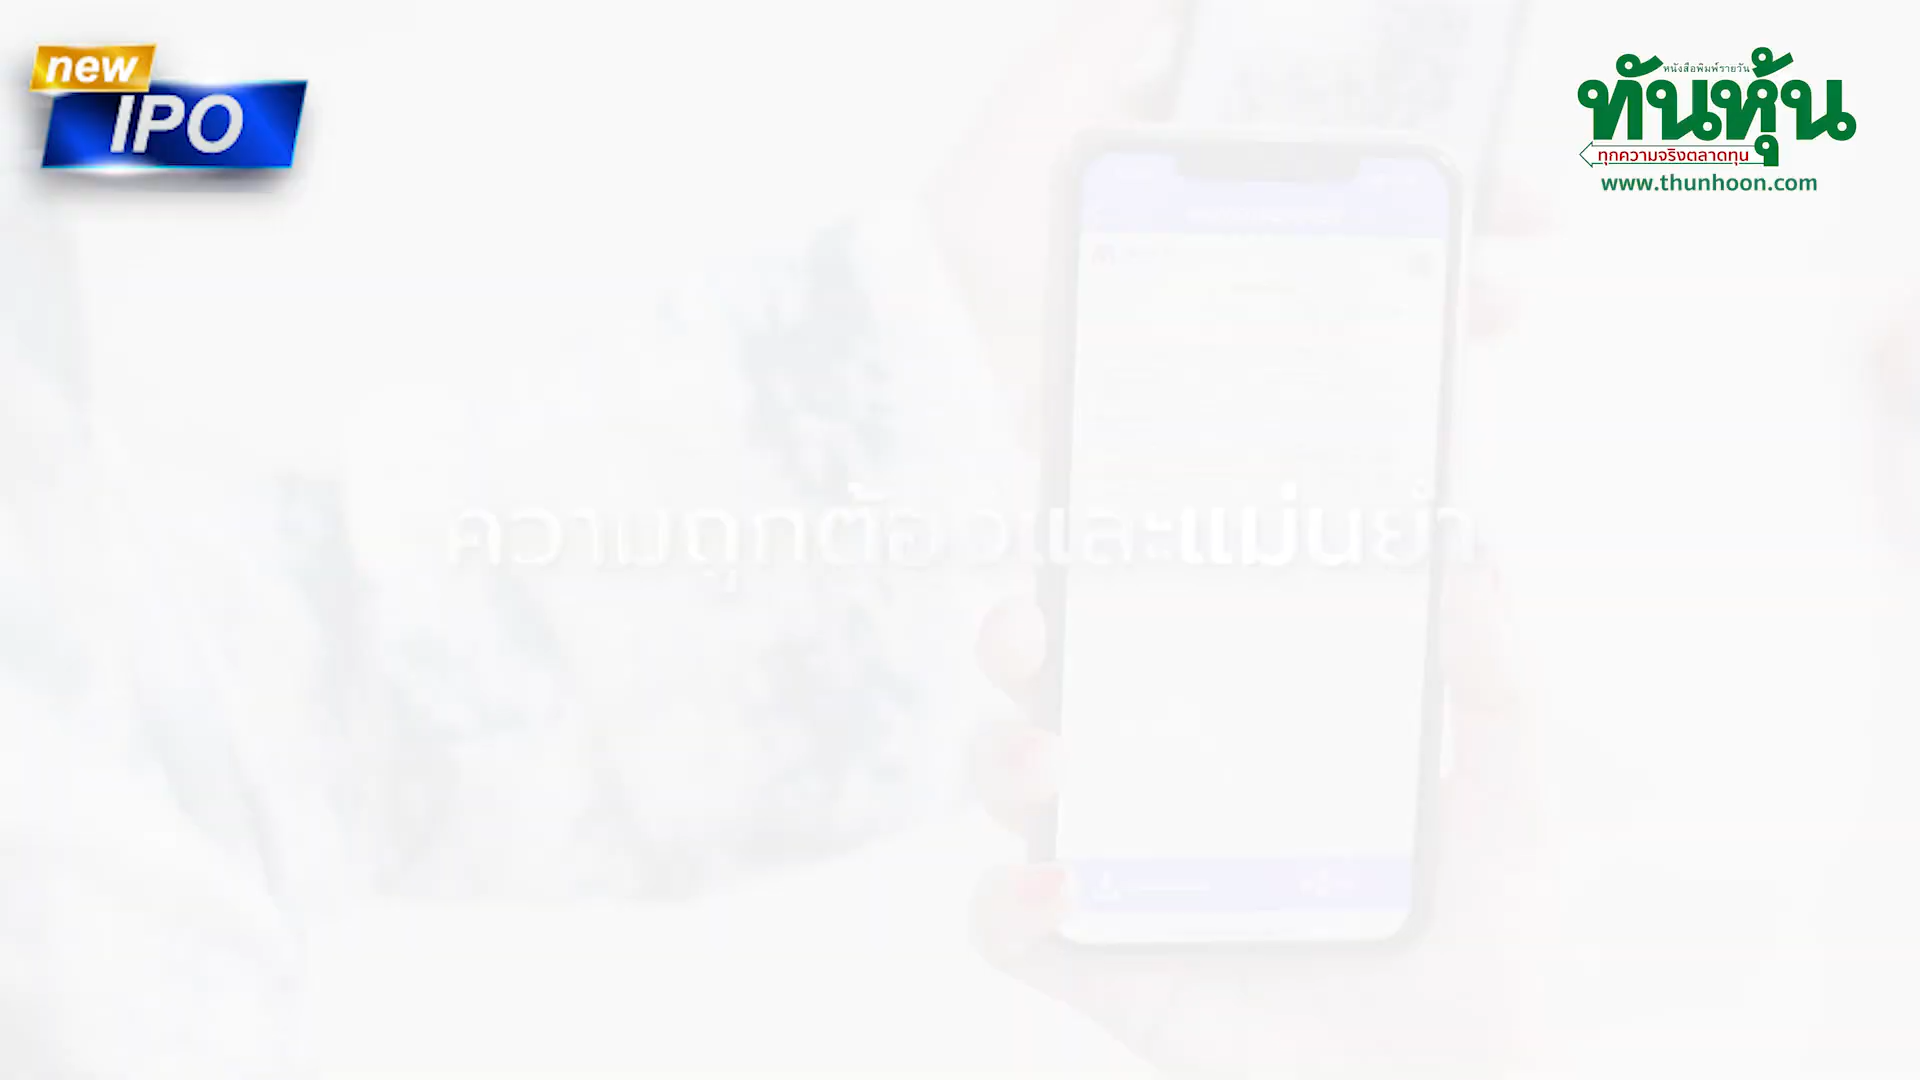 new
IPO
หนังสือพิมพ์รายวัน
ทันหุ้น
ทุกความจริงตลาดทุน
www.thunhoon.com
ความถูกต้องและแม่นยำ